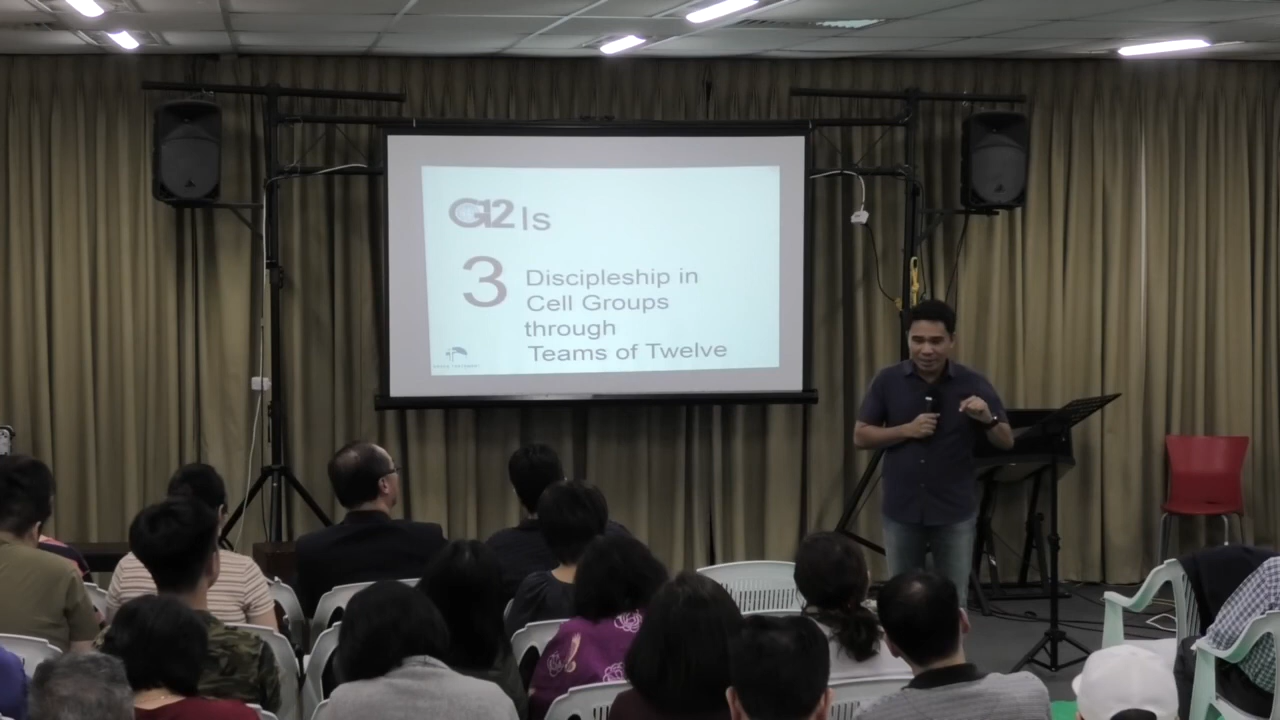 G12 Is
3 Discipleship in
Cell Groups
through
Teams of Twelve